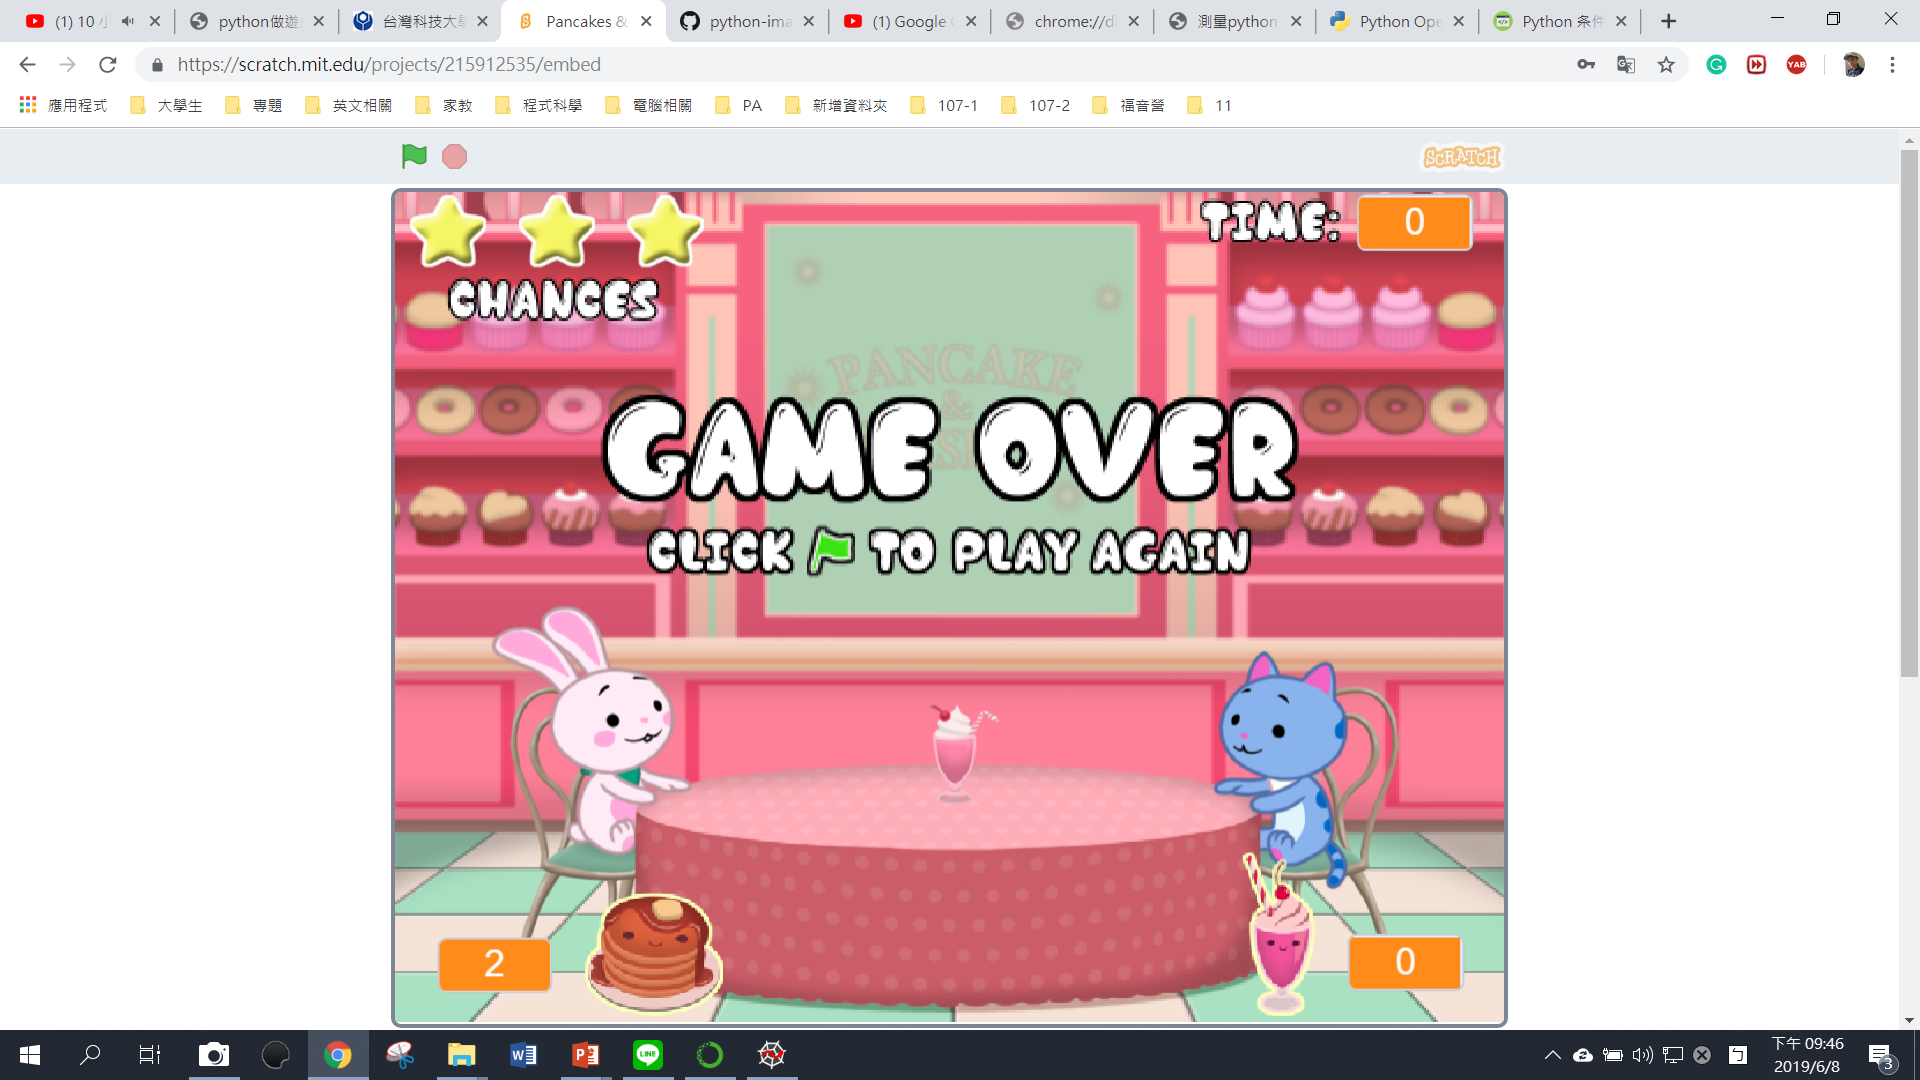 (1) 10 小
python做遊
台灣科技大學
Pancakes &
python-ima
(1) Google
chrome://di
測量python
Python Ope
Python 条件
https://scratch.mit.edu/projects/215912535/embed
應用程式
大學生
專題
英文相關
家教
程式科學
電腦相關
PA
新增資料夾
107-1
107-2
福音營
11
SCRATCH
TIME: 0
CHANCES
PANCAKE
&
GAME OVER
CLICK TO PLAY AGAIN
2
0
下午 09:46
2019/6/8
3